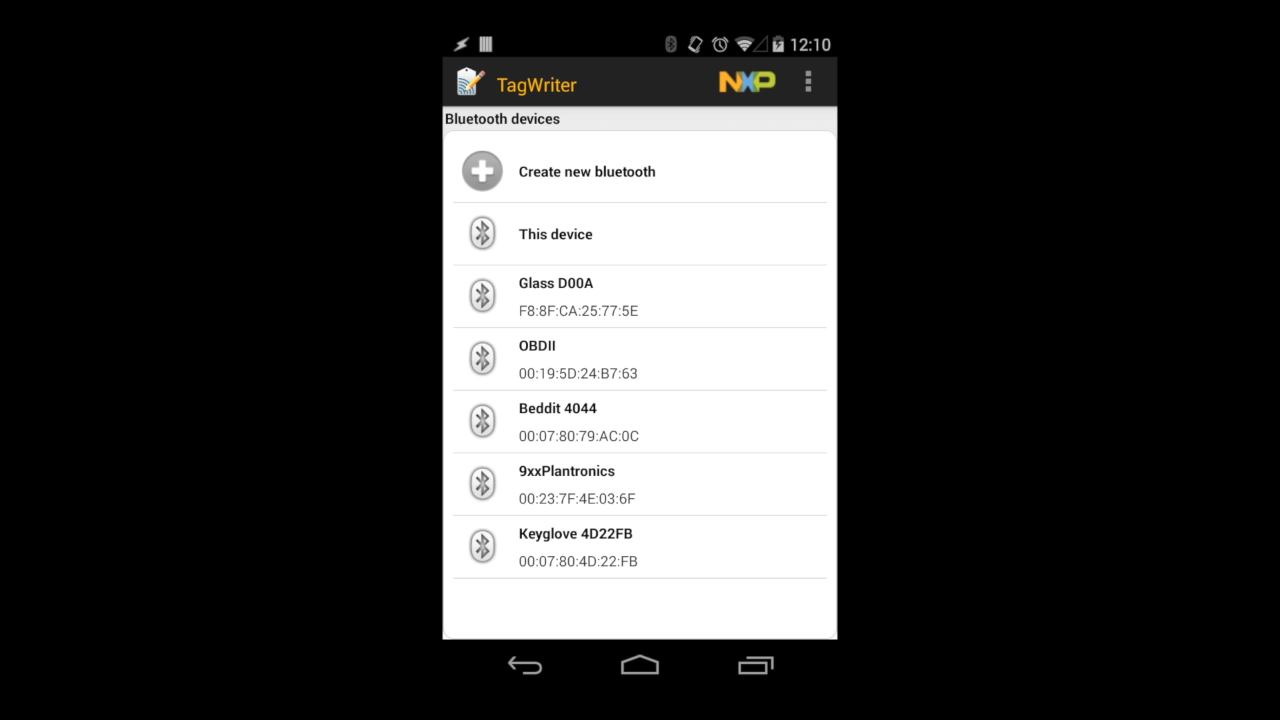 12:10
TagWriter
NXP
Bluetooth devices
Create new bluetooth
This device
Glass D00A
F8:8F:CA:25:77:5E
OBDII
00:19:5D:24:B7:63
Beddit 4044
00:07:80:79:AC:0C
9xxPlantronics
00:23:7F:4E:03:6F
Keyglove 4D22FB
00:07:80:4D:22:FB